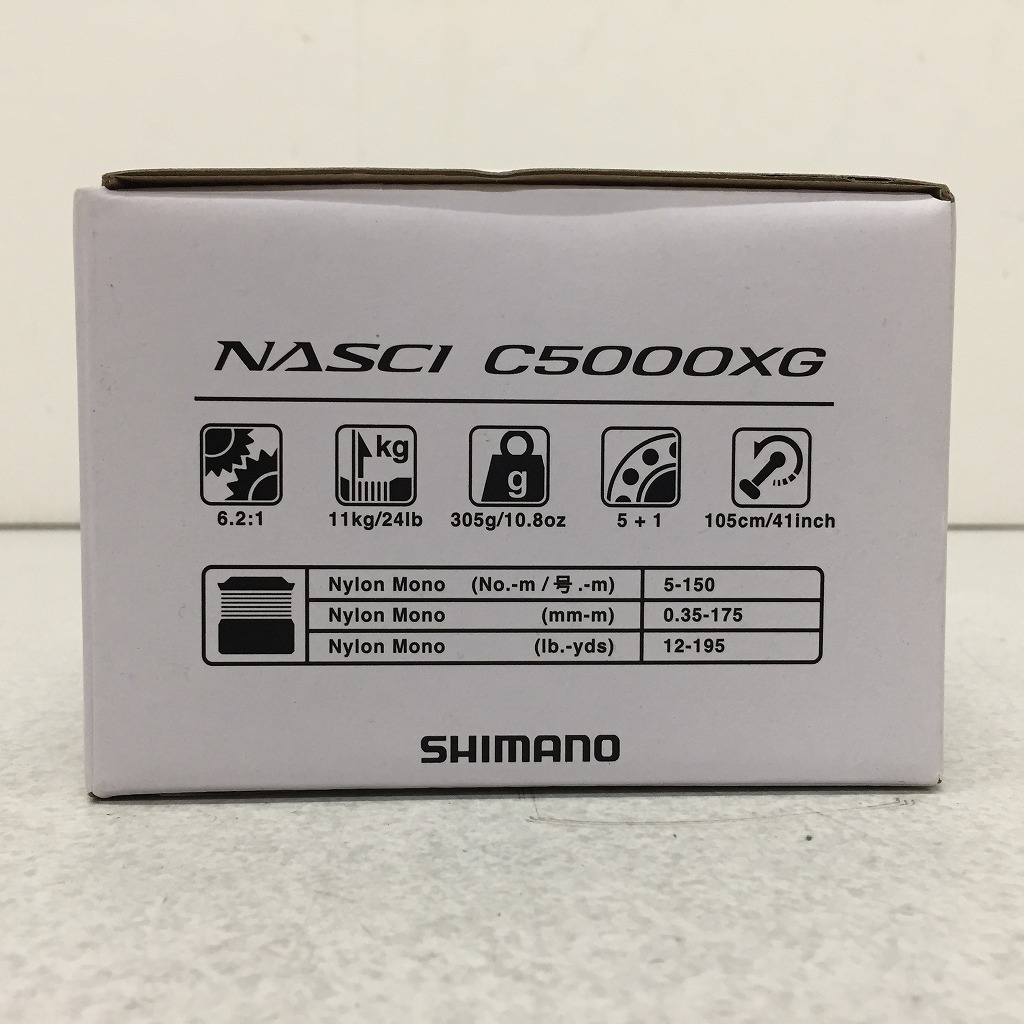 NASCI C5000XG
kg g
6.2:1 11kg/24lb 305g/10.8oz 5 + 1 105cm/41inch
Nylon Mono (No.-m / 号.-m) 5-150
Nylon Mono (mm-m) 0.35-175
Nylon Mono (lb.-yds) 12-195
SHIMANO